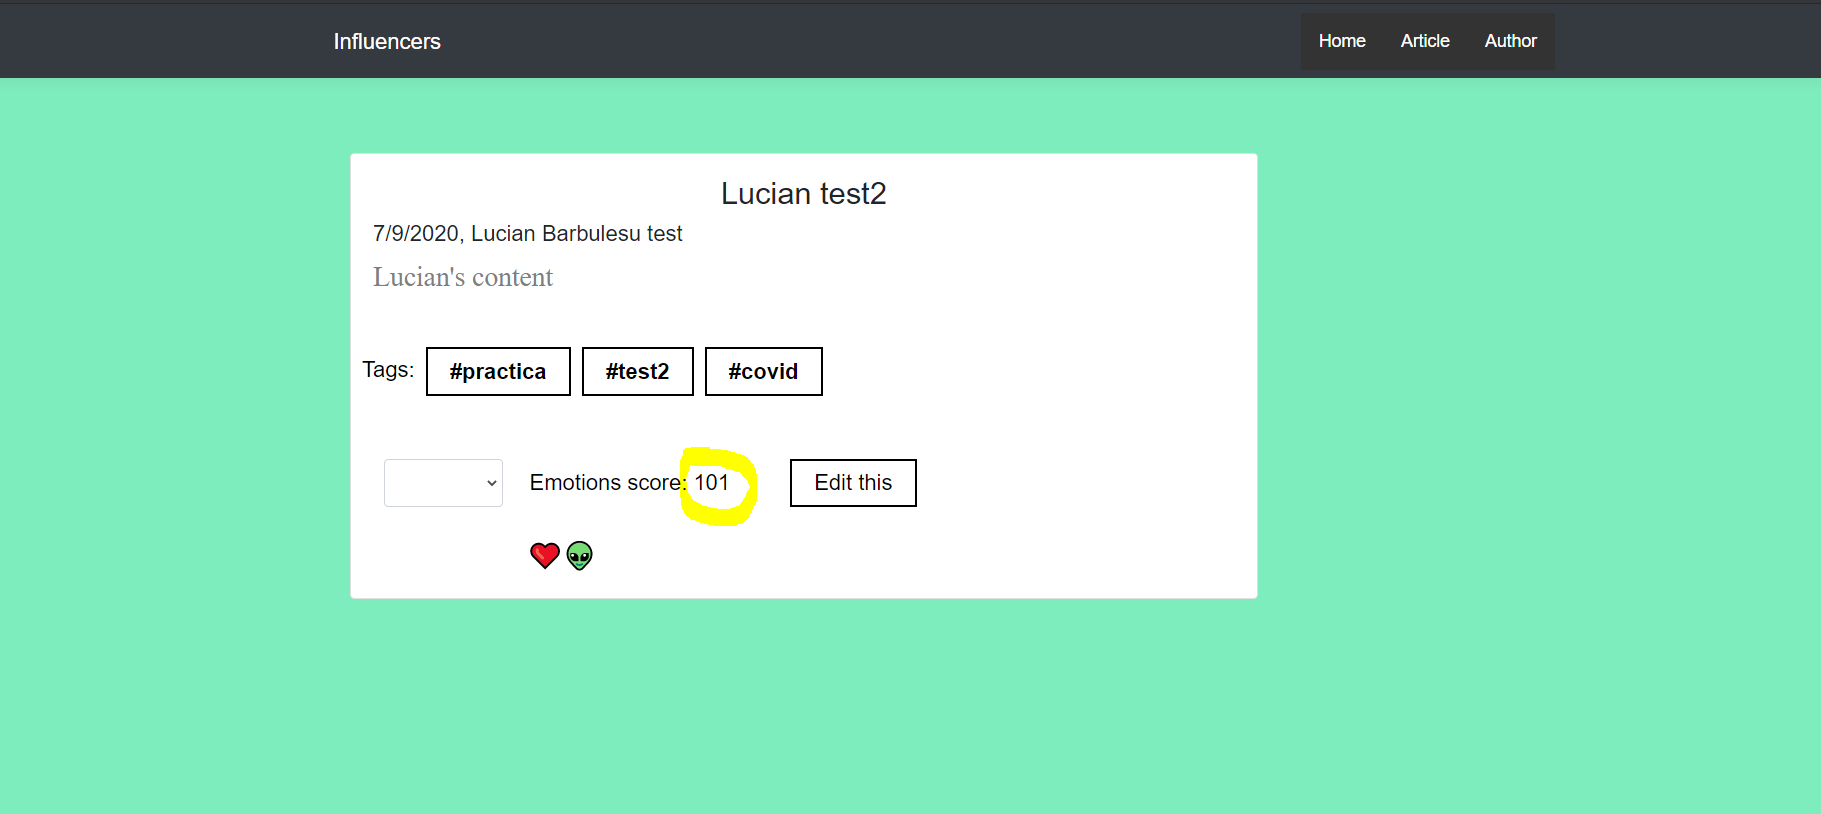 Influencers
Home Article Author
Lucian test2
7/9/2020, Lucian Barbulesu test
Lucian's content
Tags: #practica #test2 #covid
Emotions score: 101 Edit this